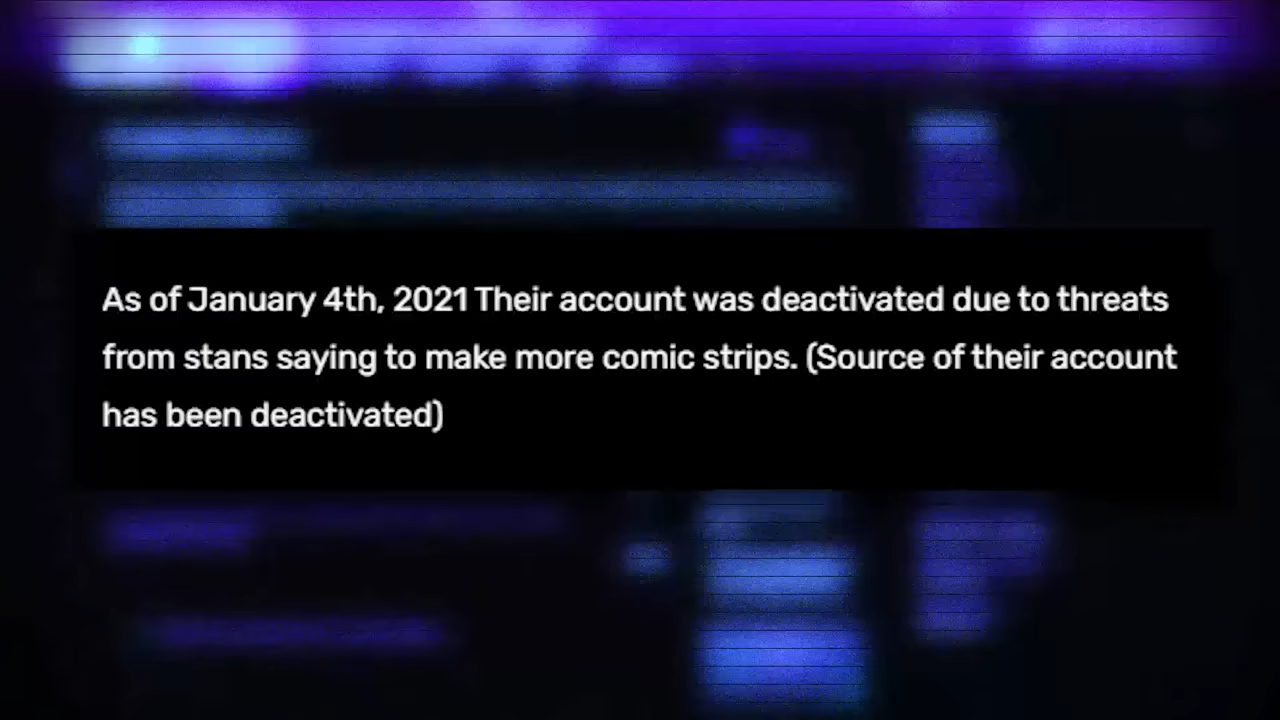 As of January 4th, 2021 Their account was deactivated due to threats
from stans saying to make more comic strips. (Source of their account
has been deactivated)